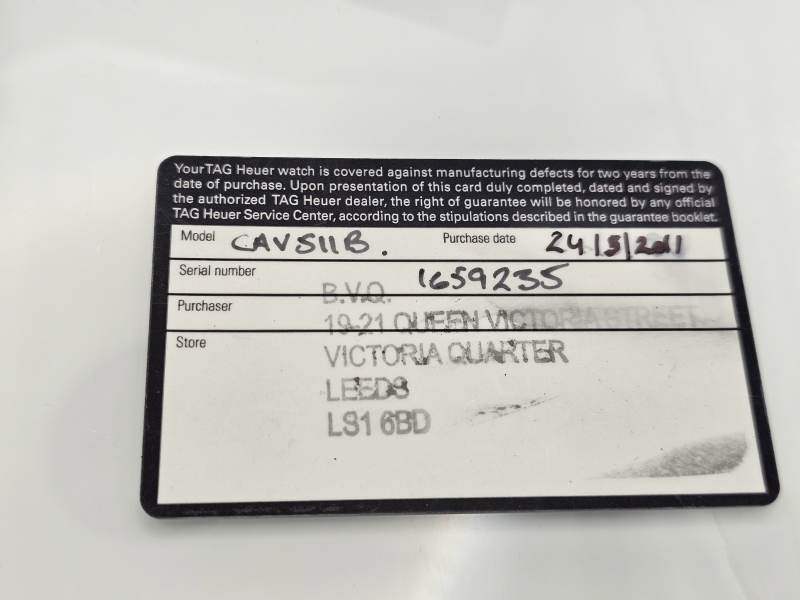 Your TAG Heuer watch is covered against manufacturing defects for two years from the
date of purchase. Upon presentation of this card duly completed, dated and signed by
the authorized TAG Heuer dealer, the right of guarantee will be honored by any official
TAG Heuer Service Center, according to the stipulations described in the guarantee booklet.
Model CAV511B. Purchase date 24/5/2011
Serial number 1659235
B.V.Q.
Purchaser
19-21 QUEEN VICTORIA STREET
Store
VICTORIA QUARTER
LEEDS
LS1 6BD